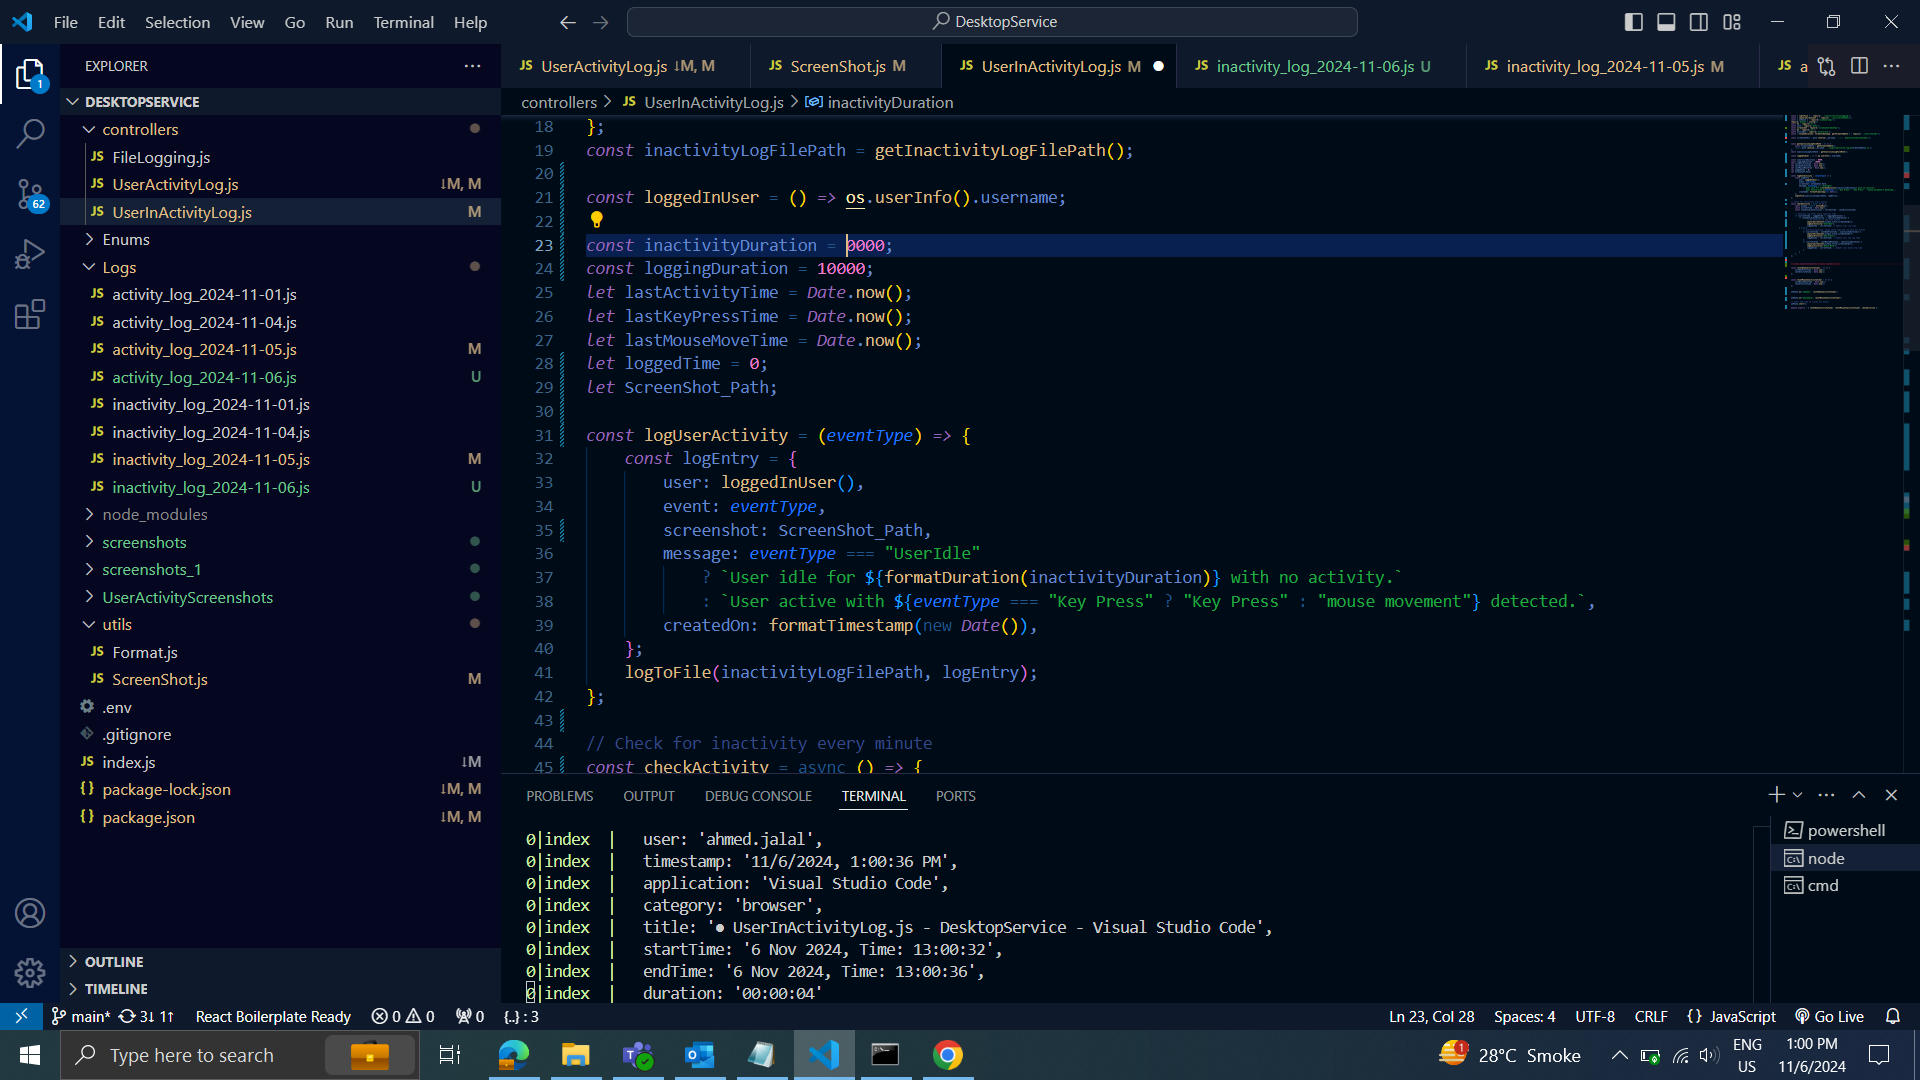 File Edit Selection View Go Run Terminal Help
DesktopService
EXPLORER
DESKTOPSERVICE
controllers
JS FileLogging.js
JS UserActivityLog.js ↓M, M
JS UserInActivityLog.js M
Enums
Logs
JS activity_log_2024-11-01.js
JS activity_log_2024-11-04.js
JS activity_log_2024-11-05.js M
JS activity_log_2024-11-06.js U
JS inactivity_log_2024-11-01.js
JS inactivity_log_2024-11-04.js
JS inactivity_log_2024-11-05.js M
JS inactivity_log_2024-11-06.js U
node_modules
screenshots
screenshots_1
UserActivityScreenshots
utils
JS Format.js
JS ScreenShot.js M
.env
.gitignore
JS index.js ↓M
{} package-lock.json ↓M, M
{} package.json ↓M, M
OUTLINE
TIMELINE
1
62
JS UserActivityLog.js ↓M, M JS ScreenShot.js M JS UserInActivityLog.js M JS inactivity_log_2024-11-06.js U JS inactivity_log_2024-11-05.js M JS a
controllers > JS UserInActivityLog.js > inactivityDuration
18 };
19 const inactivityLogFilePath = getInactivityLogFilePath();
20
21 const loggedInUser = () => os.userInfo().username;
22
23 const inactivityDuration = 0000;
24 const loggingDuration = 10000;
25 let lastActivityTime = Date.now();
26 let lastKeyPressTime = Date.now();
27 let lastMouseMoveTime = Date.now();
28 let loggedTime = 0;
29 let ScreenShot_Path;
30
31 const logUserActivity = (eventType) => {
32 const logEntry = {
33 user: loggedInUser(),
34 event: eventType,
35 screenshot: ScreenShot_Path,
36 message: eventType === "UserIdle"
37 ? `User idle for ${formatDuration(inactivityDuration)} with no activity.`
38 : `User active with ${eventType === "Key Press" ? "Key Press" : "mouse movement"} detected.`,
39 createdOn: formatTimestamp(new Date()),
40 };
41 logToFile(inactivityLogFilePath, logEntry);
42 };
43
44 // Check for inactivity every minute
45 const checkActivity = async () => {
PROBLEMS OUTPUT DEBUG CONSOLE TERMINAL PORTS
0|index | user: 'ahmed.jalal',
0|index | timestamp: '11/6/2024, 1:00:36 PM',
0|index | application: 'Visual Studio Code',
0|index | category: 'browser',
0|index | title: '● UserInActivityLog.js - DesktopService - Visual Studio Code',
0|index | startTime: '6 Nov 2024, Time: 13:00:32',
0|index | endTime: '6 Nov 2024, Time: 13:00:36',
0|index | duration: '00:00:04'
powershell
node
cmd
main* 3↓ 1↑ React Boilerplate Ready 0 0 0 {..} : 3 Ln 23, Col 28 Spaces: 4 UTF-8 CRLF {} JavaScript Go Live
Type here to search 1 28°C Smoke ENG US 1:00 PM 11/6/2024